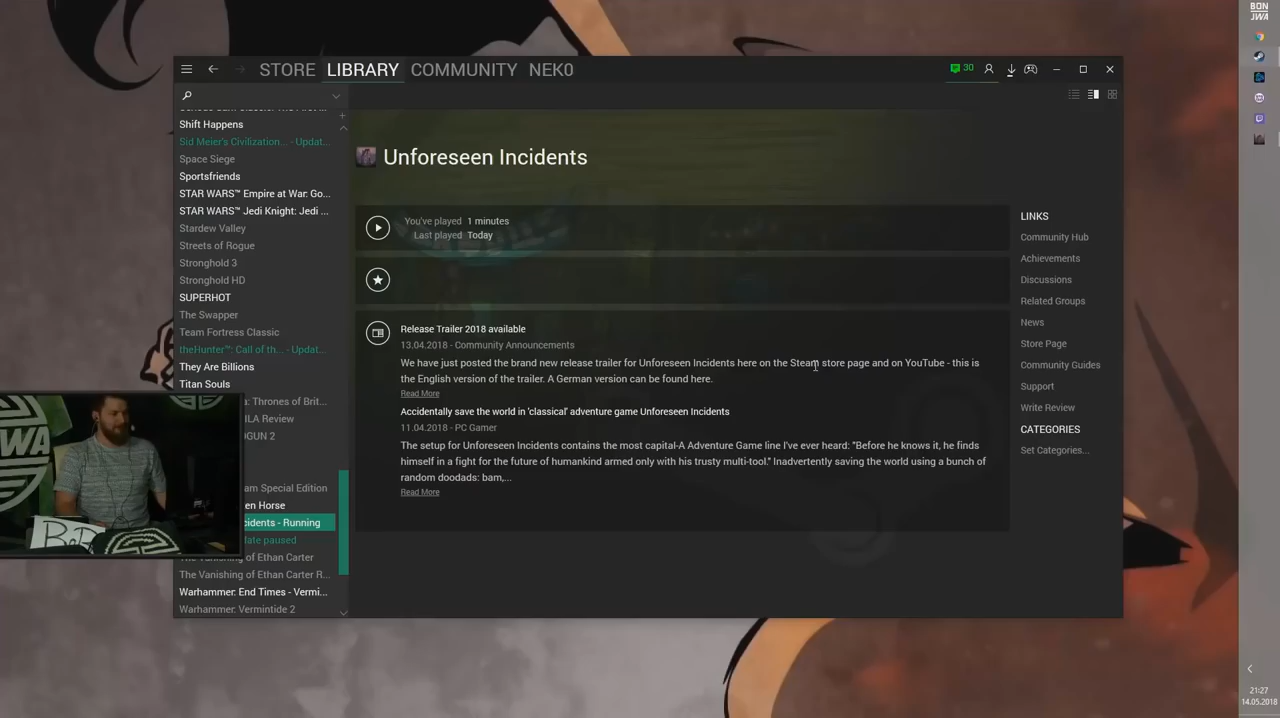 BON
JWA
STORE LIBRARY COMMUNITY NEK0
30
Shift Happens
Sid Meier's Civilization... - Updat...
Space Siege
Sportsfriends
STAR WARS™ Empire at War: Go...
STAR WARS™ Jedi Knight: Jedi ...
Stardew Valley
Streets of Rogue
Stronghold 3
Stronghold HD
SUPERHOT
The Swapper
Team Fortress Classic
theHunter™: Call of th... - Updat...
They Are Billions
Titan Souls
: Thrones of Brit...
Review
2
Special Edition
Horse
- Running
paused
The Vanishing of Ethan Carter
The Vanishing of Ethan Carter R...
Warhammer: End Times - Vermi...
Warhammer: Vermintide 2
Unforeseen Incidents
You've played 1 minutes
Last played Today
Release Trailer 2018 available
13.04.2018 - Community Announcements
We have just posted the brand new release trailer for Unforeseen Incidents here on the Steam store page and on YouTube - this is
the English version of the trailer. A German version can be found here.
Read More
Accidentally save the world in 'classical' adventure game Unforeseen Incidents
11.04.2018 - PC Gamer
The setup for Unforeseen Incidents contains the most capital-A Adventure Game line I've ever heard: "Before he knows it, he finds
himself in a fight for the future of humankind armed only with his trusty multi-tool." Inadvertently saving the world using a bunch of
random doodads: bam,...
Read More
LINKS
Community Hub
Achievements
Discussions
Related Groups
News
Store Page
Community Guides
Support
Write Review
CATEGORIES
Set Categories...
21:27
14.05.2018